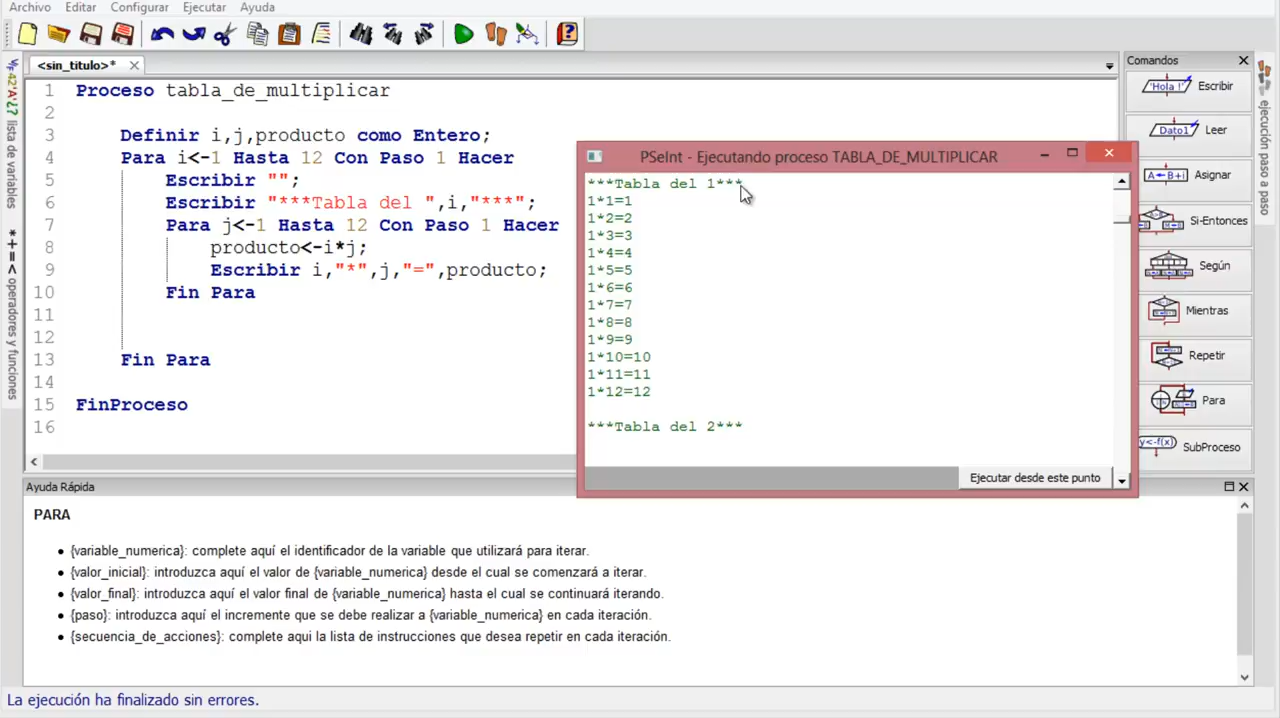 Archivo Editar Configurar Ejecutar Ayuda
<sin_titulo>*
1 Proceso tabla_de_multiplicar
2
3 Definir i,j,producto como Entero;
4 Para i<-1 Hasta 12 Con Paso 1 Hacer
5 Escribir "";
6 Escribir "***Tabla del ",i,"***";
7 Para j<-1 Hasta 12 Con Paso 1 Hacer
8 producto<-i*j;
9 Escribir i,"*",j,"=",producto;
10 Fin Para
11
12
13 Fin Para
14
15 FinProceso
16
lista de variables
*+=< operadores y funciones
PSeInt - Ejecutando proceso TABLA_DE_MULTIPLICAR
***Tabla del 1***
1*1=1
1*2=2
1*3=3
1*4=4
1*5=5
1*6=6
1*7=7
1*8=8
1*9=9
1*10=10
1*11=11
1*12=12
***Tabla del 2***
Ejecutar desde este punto
Comandos
'Hola !' Escribir
Dato1 Leer
A←B+i Asignar
Si-Entonces
Según
Mientras
Repetir
Para
y<-f(x) SubProceso
ejecución paso a paso
Ayuda Rápida
PARA
• {variable_numerica}: complete aquí el identificador de la variable que utilizará para iterar.
• {valor_inicial}: introduzca aquí el valor de {variable_numerica} desde el cual se comenzará a iterar.
• {valor_final}: introduzca aquí el valor final de {variable_numerica} hasta el cual se continuará iterando.
• {paso}: introduzca aquí el incremente que se debe realizar a {variable_numerica} en cada iteración.
• {secuencia_de_acciones}: complete aqui la lista de instrucciones que desea repetir en cada iteración.
La ejecución ha finalizado sin errores.